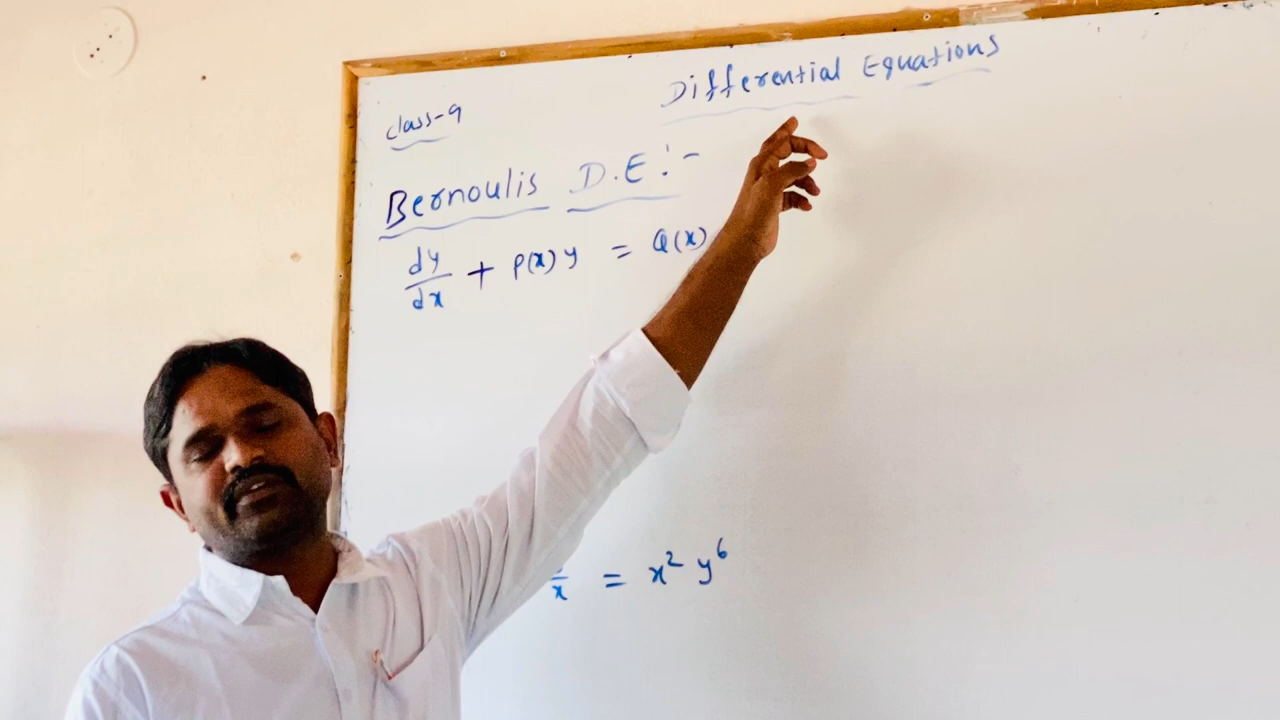 Differential Equations
class-9
Bernoulis D.E:-
dy/dx + P(x) y = Q(x)
/x = x² y⁶